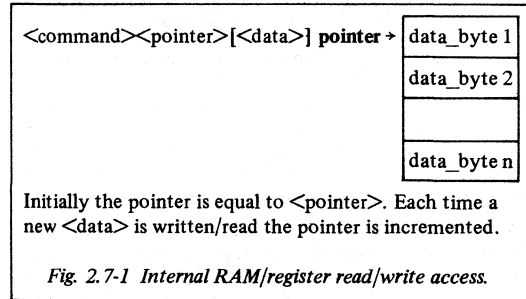 <command><pointer>[<data>] pointer → data_byte 1
data_byte 2
data_byte n
Initially the pointer is equal to <pointer>. Each time a
new <data> is written/read the pointer is incremented.
Fig. 2.7-1 Internal RAM/register read/write access.